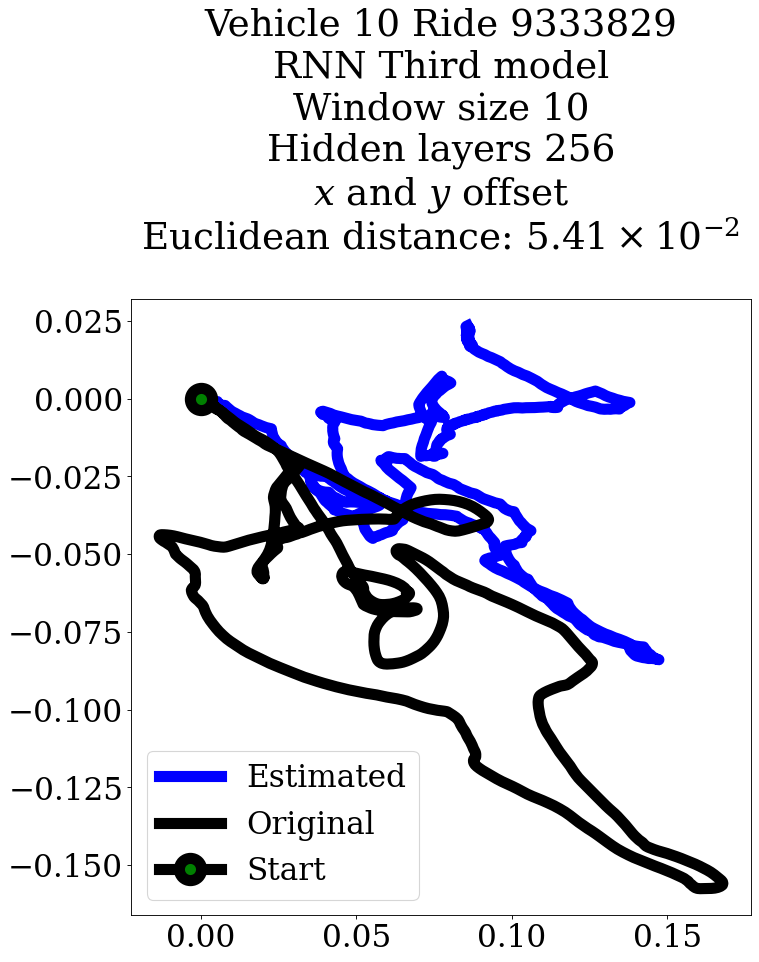 Vehicle 10 Ride 9333829
RNN Third model
Window size 10
Hidden layers 256
x and y offset
Euclidean distance: 5.41 × 10⁻²
0.025
0.000
−0.025
−0.050
−0.075
−0.100
−0.125
−0.150
Estimated
Original
Start
0.00 0.05 0.10 0.15